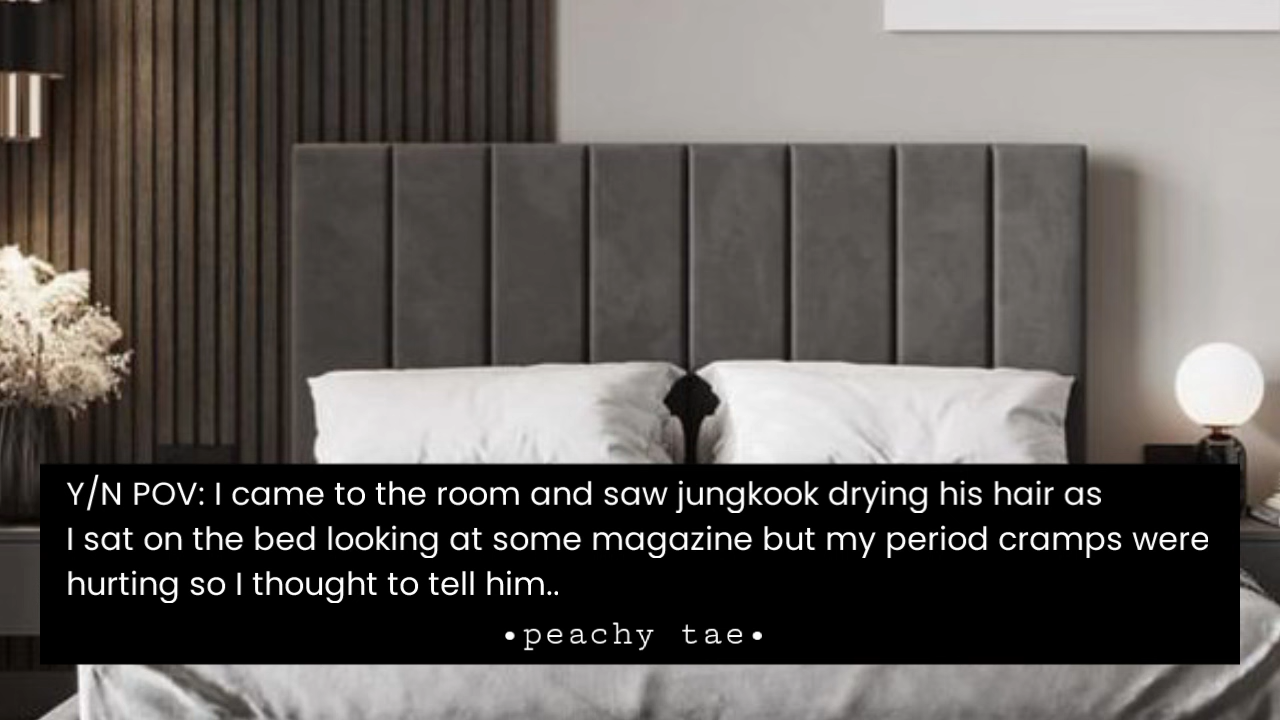 Y/N POV: I came to the room and saw jungkook drying his hair as
I sat on the bed looking at some magazine but my period cramps were
hurting so I thought to tell him..
•peachy tae•